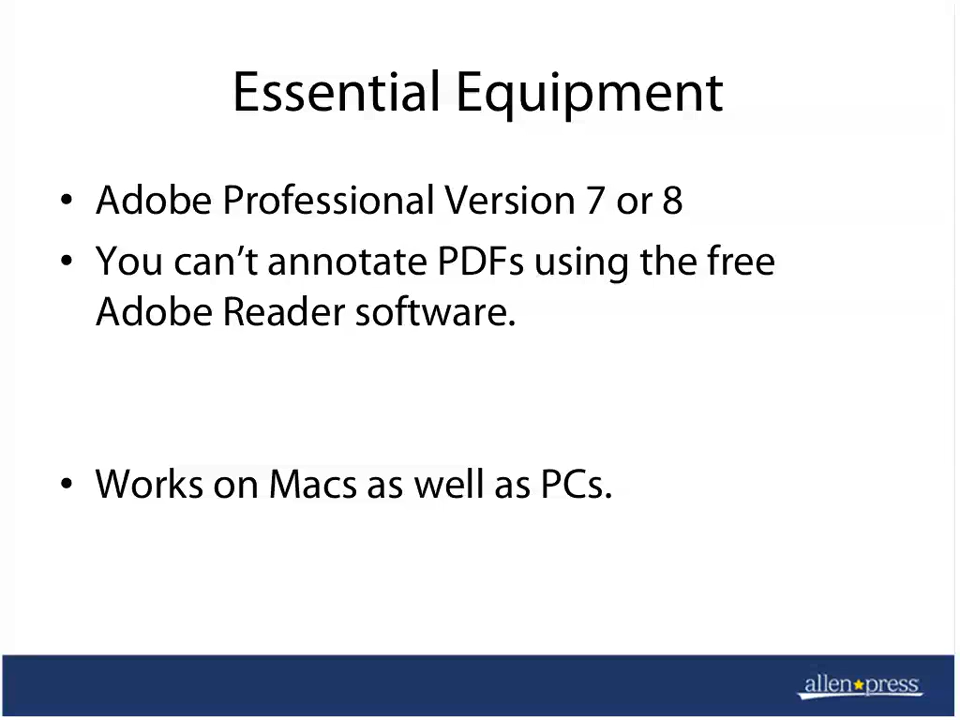 Essential Equipment
• Adobe Professional Version 7 or 8
• You can’t annotate PDFs using the free
Adobe Reader software.
• Works on Macs as well as PCs.
allen★press